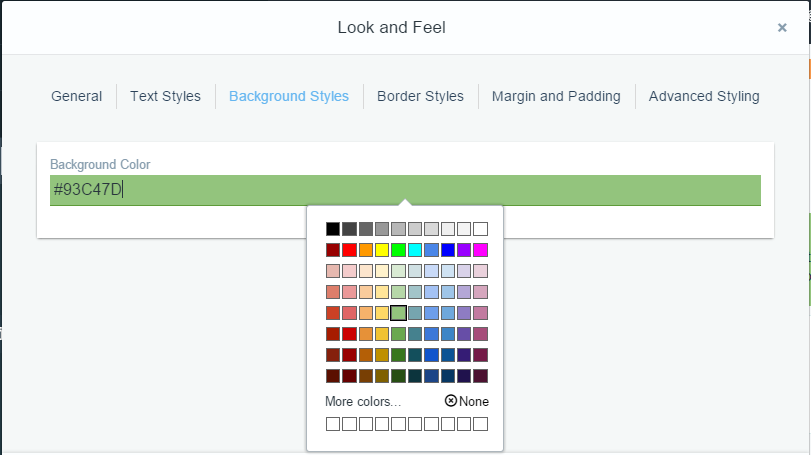 Look and Feel
×
General Text Styles Background Styles Border Styles Margin and Padding Advanced Styling
Background Color
#93C47D
More colors... None